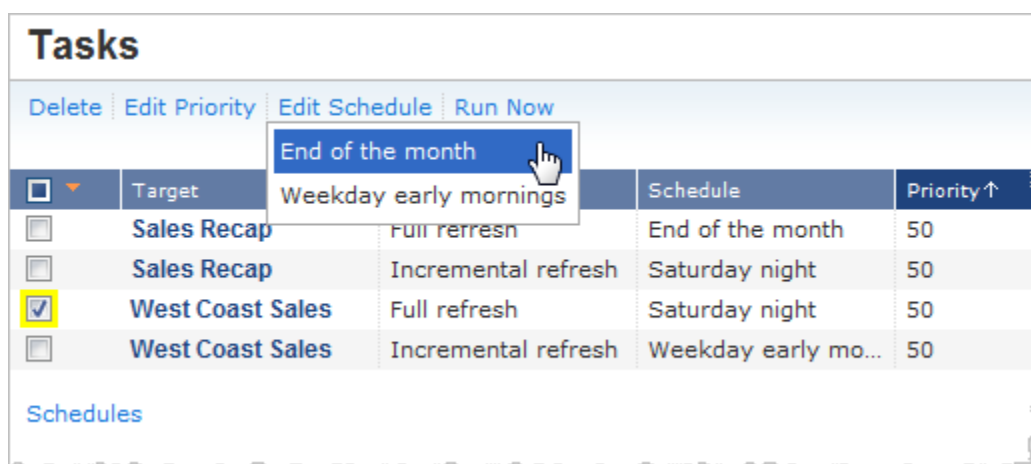 Tasks
Delete Edit Priority Edit Schedule Run Now
End of the month
Weekday early mornings
Target Schedule Priority↑
Sales Recap Full refresh End of the month 50
Sales Recap Incremental refresh Saturday night 50
West Coast Sales Full refresh Saturday night 50
West Coast Sales Incremental refresh Weekday early mo... 50
Schedules